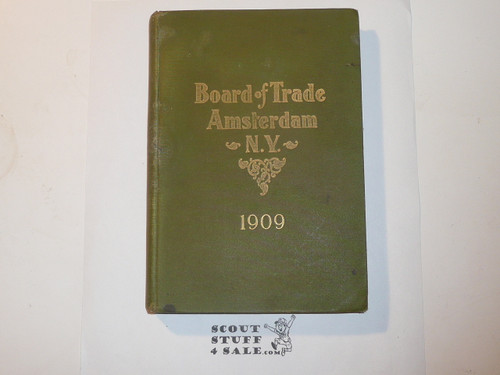 Board of Trade
Amsterdam
N.Y.
1909
SCOUT
STUFF
4 SALE.com